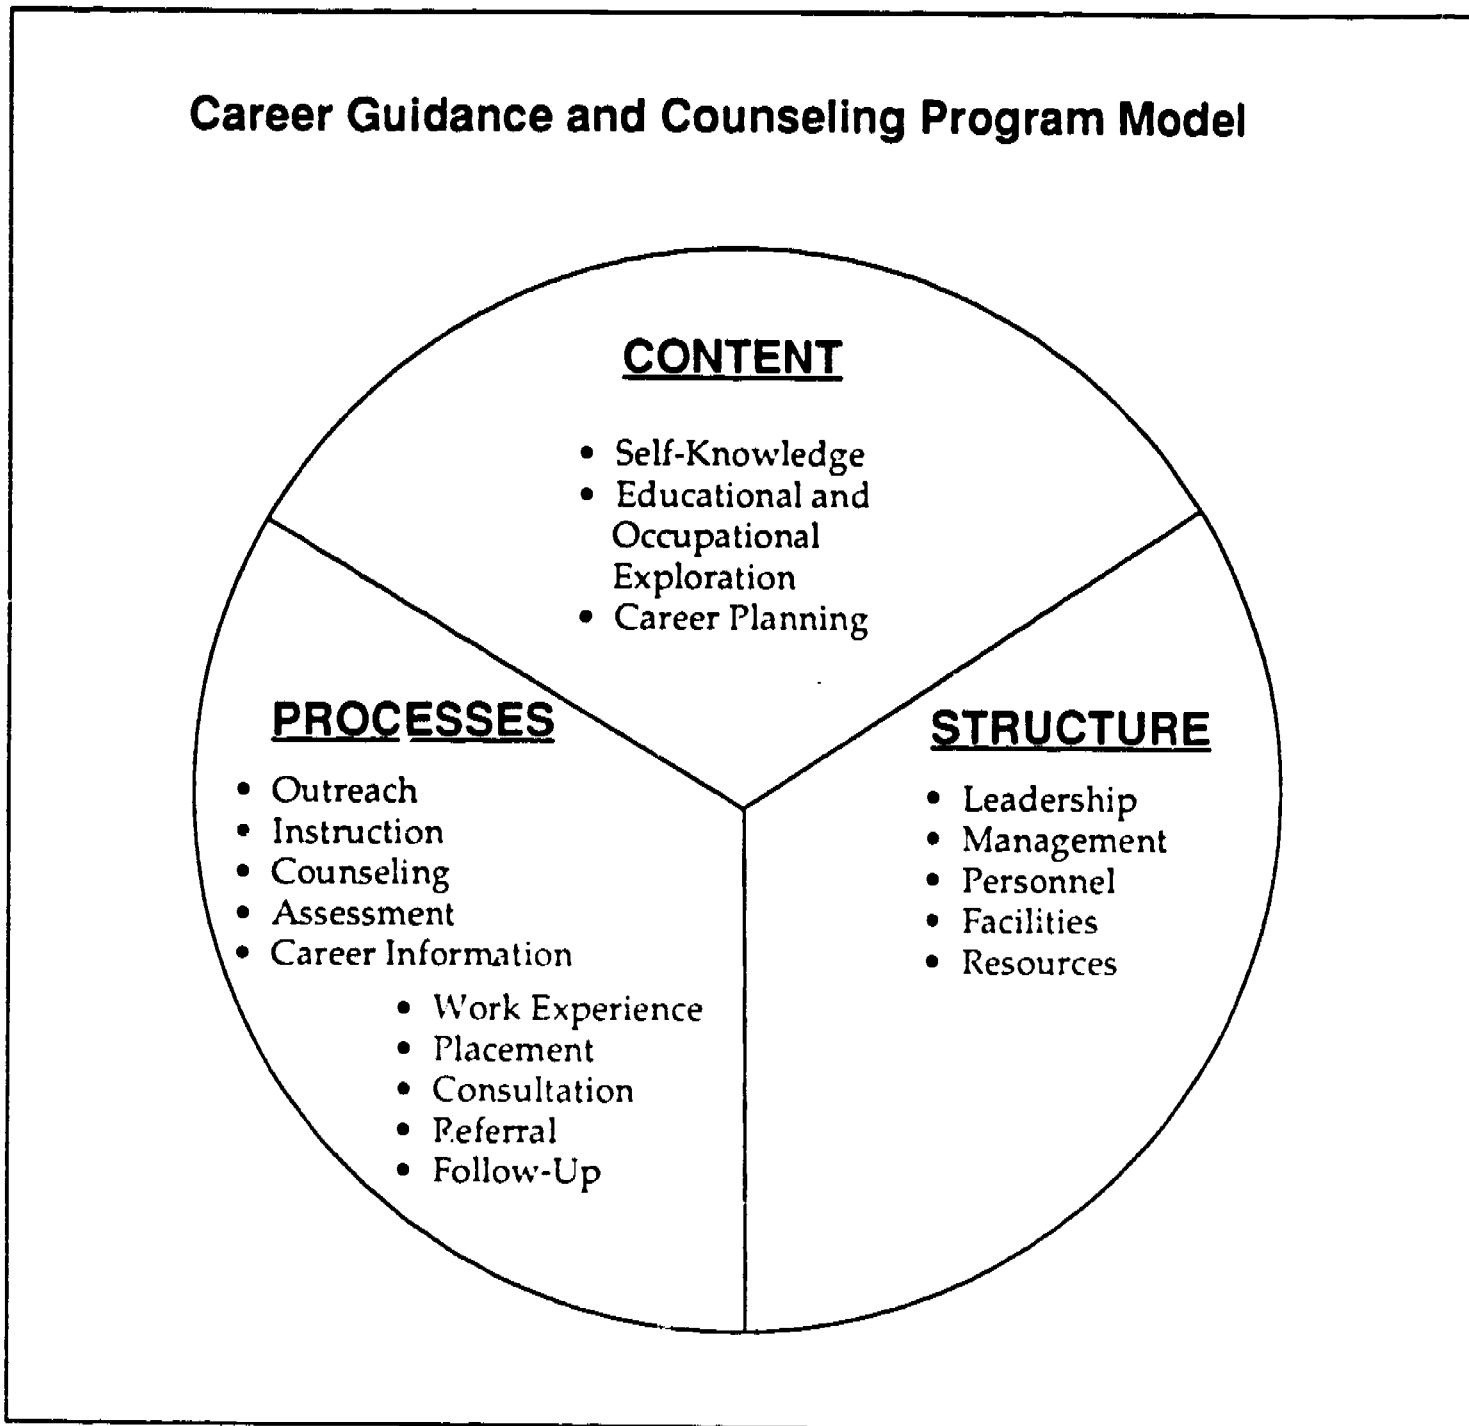 Career Guidance and Counseling Program Model
CONTENT
• Self-Knowledge
• Educational and
Occupational
Exploration
• Career Planning
PROCESSES
• Outreach
• Instruction
• Counseling
• Assessment
• Career Information
• Work Experience
• Placement
• Consultation
• Referral
• Follow-Up
STRUCTURE
• Leadership
• Management
• Personnel
• Facilities
• Resources